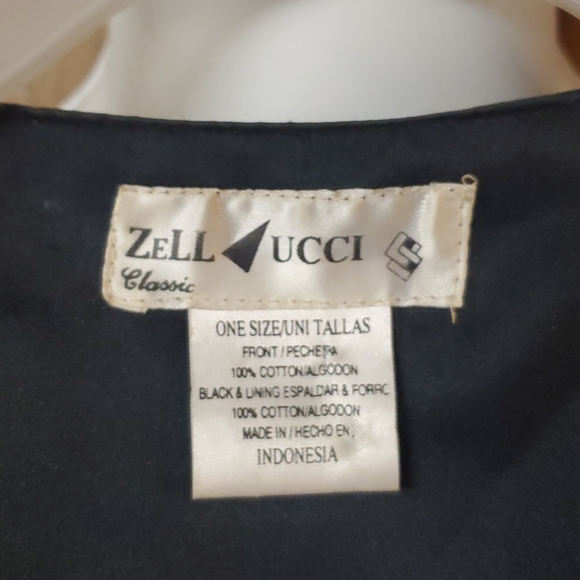 ZELL UCCI
Classic
ONE SIZE/UNI TALLAS
FRONT / PECHERA
100% COTTON/ALGODON
BLACK & LINING ESPALDAR & FORRO
100% COTTON/ALGODON
MADE IN / HECHO EN
INDONESIA